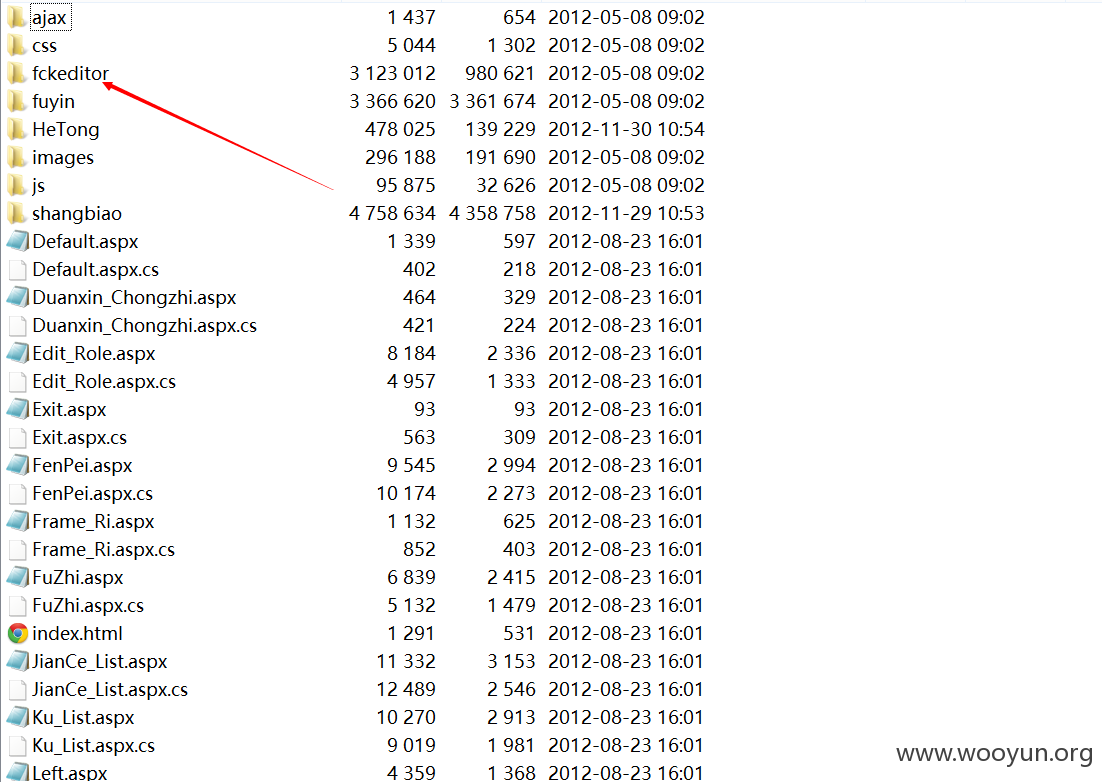 ajax 1 437 654 2012-05-08 09:02
css 5 044 1 302 2012-05-08 09:02
fckeditor 3 123 012 980 621 2012-05-08 09:02
fuyin 3 366 620 3 361 674 2012-05-08 09:02
HeTong 478 025 139 229 2012-11-30 10:54
images 296 188 191 690 2012-05-08 09:02
js 95 875 32 626 2012-05-08 09:02
shangbiao 4 758 634 4 358 758 2012-11-29 10:53
Default.aspx 1 339 597 2012-08-23 16:01
Default.aspx.cs 402 218 2012-08-23 16:01
Duanxin_Chongzhi.aspx 464 329 2012-08-23 16:01
Duanxin_Chongzhi.aspx.cs 421 224 2012-08-23 16:01
Edit_Role.aspx 8 184 2 336 2012-08-23 16:01
Edit_Role.aspx.cs 4 957 1 333 2012-08-23 16:01
Exit.aspx 93 93 2012-08-23 16:01
Exit.aspx.cs 563 309 2012-08-23 16:01
FenPei.aspx 9 545 2 994 2012-08-23 16:01
FenPei.aspx.cs 10 174 2 273 2012-08-23 16:01
Frame_Ri.aspx 1 132 625 2012-08-23 16:01
Frame_Ri.aspx.cs 852 403 2012-08-23 16:01
FuZhi.aspx 6 839 2 415 2012-08-23 16:01
FuZhi.aspx.cs 5 132 1 479 2012-08-23 16:01
index.html 1 291 531 2012-08-23 16:01
JianCe_List.aspx 11 332 3 153 2012-08-23 16:01
JianCe_List.aspx.cs 12 489 2 546 2012-08-23 16:01
Ku_List.aspx 10 270 2 913 2012-08-23 16:01
Ku_List.aspx.cs 9 019 1 981 2012-08-23 16:01
Left.aspx 4 359 1 368 2012-08-23 16:01
www.wooyun.org